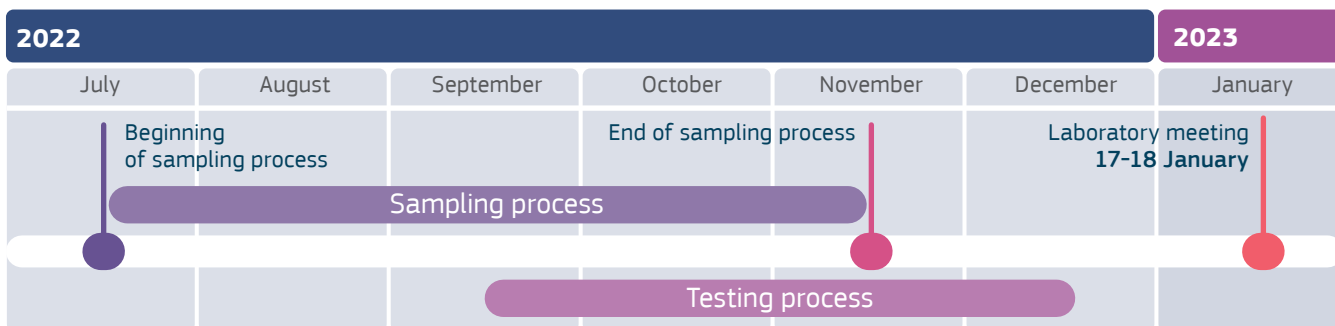 2022
2023
July
August
September
October
November
December
January
Beginning
of sampling process
End of sampling process
Laboratory meeting
17-18 January
Sampling process
Testing process